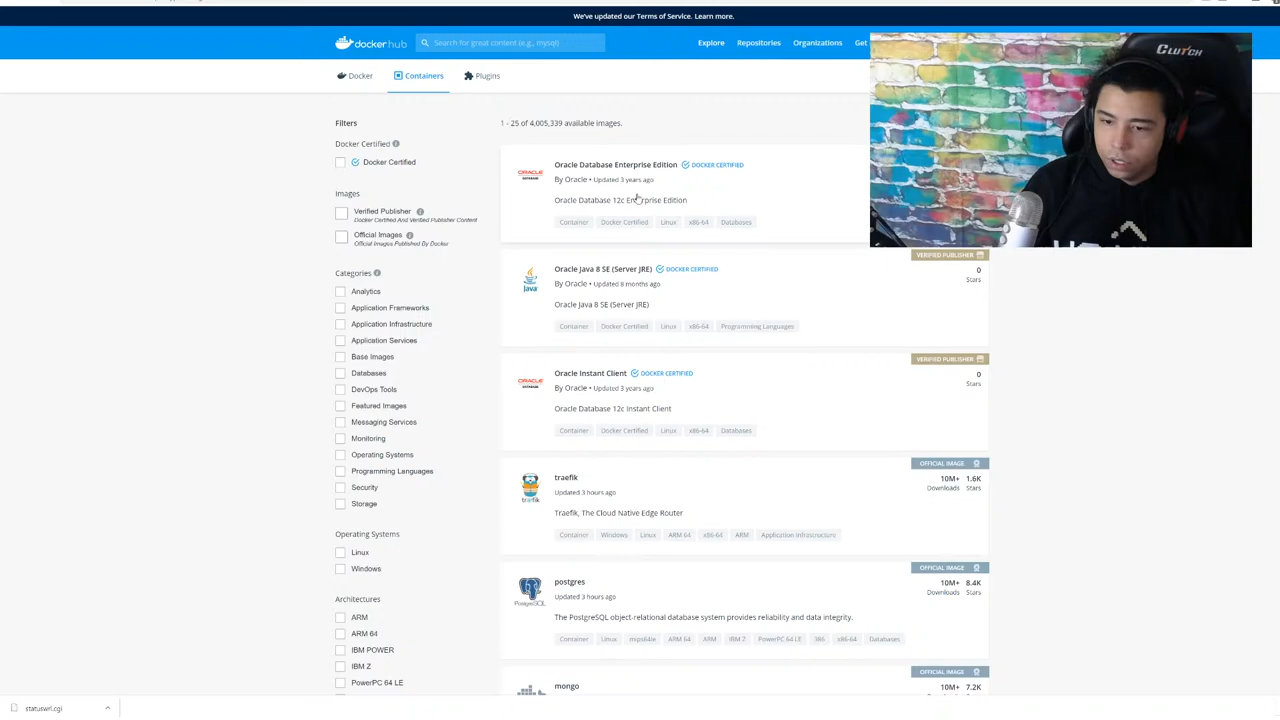 We've updated our Terms of Service. Learn more.
docker hub
Search for great content (e.g., mysql)
Explore
Repositories
Organizations
Get
CLUTCH
Docker
Containers
Plugins
Filters
Docker Certified
Docker Certified
Images
Verified Publisher
Docker Certified And Verified Publisher Content
Official Images
Official Images Published By Docker
Categories
Analytics
Application Frameworks
Application Infrastructure
Application Services
Base Images
Databases
DevOps Tools
Featured Images
Messaging Services
Monitoring
Operating Systems
Programming Languages
Security
Storage
Operating Systems
Linux
Windows
Architectures
ARM
ARM 64
IBM POWER
IBM Z
PowerPC 64 LE
1 - 25 of 4,005,339 available images.
ORACLE
DATABASE
Oracle Database Enterprise Edition DOCKER CERTIFIED
By Oracle • Updated 3 years ago
Oracle Database 12c Enterprise Edition
Container Docker Certified Linux x86-64 Databases
VERIFIED PUBLISHER
Java
Oracle Java 8 SE (Server JRE) DOCKER CERTIFIED
0
Stars
By Oracle • Updated 8 months ago
Oracle Java 8 SE (Server JRE)
Container Docker Certified Linux x86-64 Programming Languages
VERIFIED PUBLISHER
ORACLE
DATABASE
Oracle Instant Client DOCKER CERTIFIED
0
Stars
By Oracle • Updated 3 years ago
Oracle Database 12c Instant Client
Container Docker Certified Linux x86-64 Databases
OFFICIAL IMAGE
træfik
traefik
10M+ 1.6K
Downloads Stars
Updated 3 hours ago
Traefik, The Cloud Native Edge Router
Container Windows Linux ARM 64 x86-64 ARM Application Infrastructure
OFFICIAL IMAGE
PostgreSQL
postgres
10M+ 8.4K
Downloads Stars
Updated 3 hours ago
The PostgreSQL object-relational database system provides reliability and data integrity.
Container Linux mips64le ARM 64 ARM IBM Z PowerPC 64 LE 386 x86-64 Databases
OFFICIAL IMAGE
mongo
10M+ 7.2K
statuswrl.cgi